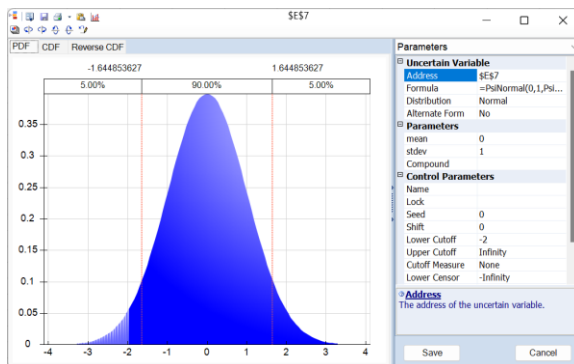 $E$7
PDF CDF Reverse CDF
-1.644853627 1.644853627
5.00% 90.00% 5.00%
0.35
0.3
0.25
0.2
0.15
0.1
0.05
0
-4 -3 -2 -1 0 1 2 3 4
Parameters
Uncertain Variable
Address $E$7
Formula =PsiNormal(0,1,Psi...
Distribution Normal
Alternate Form No
Parameters
mean 0
stdev 1
Compound
Control Parameters
Name
Lock
Seed 0
Shift 0
Lower Cutoff -2
Upper Cutoff Infinity
Cutoff Measure None
Lower Censor -Infinity
Address
The address of the uncertain variable.
Save Cancel